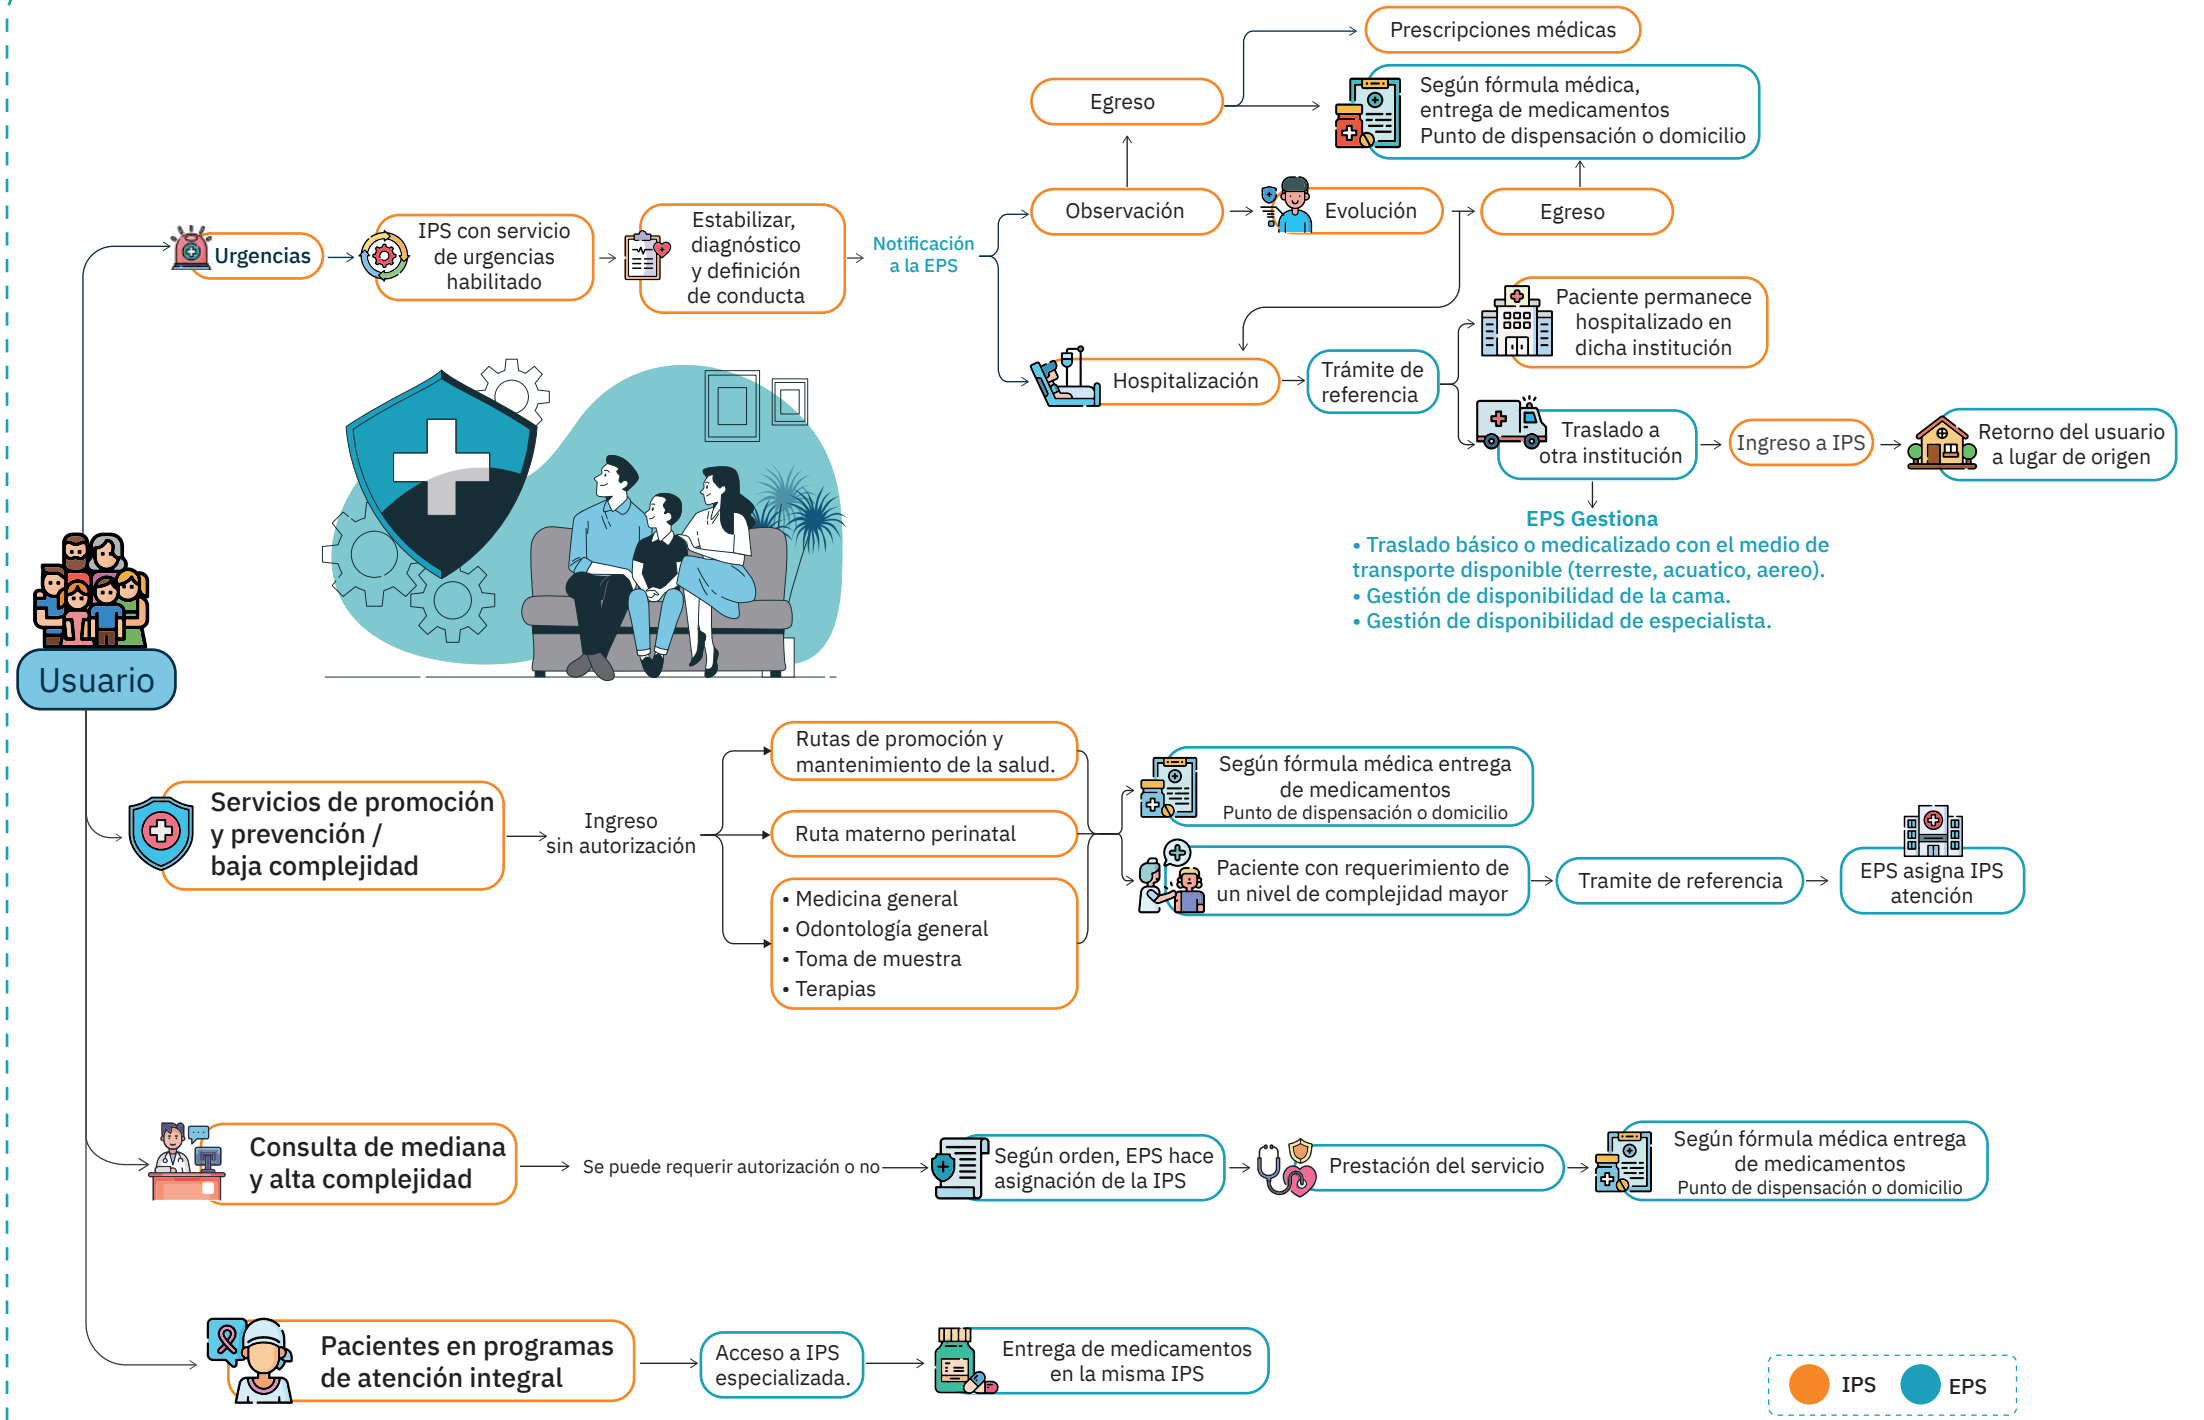 Prescripciones médicas
Egreso
Según fórmula médica,
entrega de medicamentos
Punto de dispensación o domicilio
Urgencias
IPS con servicio
de urgencias
habilitado
Estabilizar,
diagnóstico
y definición
de conducta
Notificación
a la EPS
Observación
Evolución
Egreso
Hospitalización
Trámite de
referencia
Paciente permanece
hospitalizado en
dicha institución
Traslado a
otra institución
Ingreso a IPS
Retorno del usuario
a lugar de origen
EPS Gestiona
• Traslado básico o medicalizado con el medio de
transporte disponible (terreste, acuatico, aereo).
• Gestión de disponibilidad de la cama.
• Gestión de disponibilidad de especialista.
Usuario
Servicios de promoción
y prevención /
baja complejidad
Ingreso
sin autorización
Rutas de promoción y
mantenimiento de la salud.
Ruta materno perinatal
• Medicina general
• Odontología general
• Toma de muestra
• Terapias
Según fórmula médica entrega
de medicamentos
Punto de dispensación o domicilio
Paciente con requerimiento de
un nivel de complejidad mayor
Tramite de referencia
EPS asigna IPS
atención
Consulta de mediana
y alta complejidad
Se puede requerir autorización o no
Según orden, EPS hace
asignación de la IPS
Prestación del servicio
Según fórmula médica entrega
de medicamentos
Punto de dispensación o domicilio
Pacientes en programas
de atención integral
Acceso a IPS
especializada.
Entrega de medicamentos
en la misma IPS
IPS
EPS